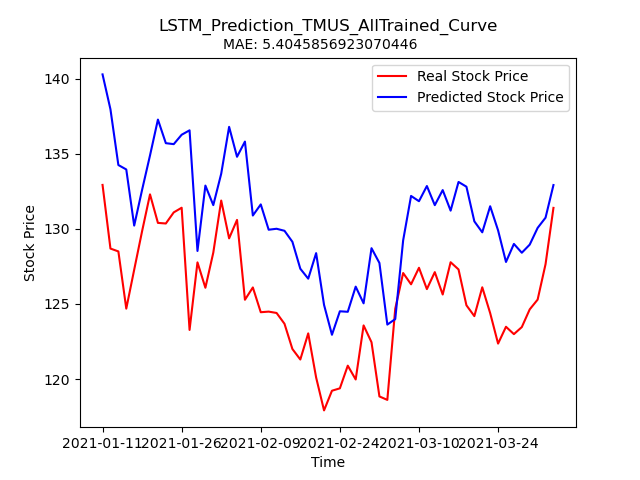 LSTM_Prediction_TMUS_AllTrained_Curve
MAE: 5.4045856923070446
Real Stock Price
Predicted Stock Price
Stock Price
140
135
130
125
120
2021-01-11 2021-01-26 2021-02-09 2021-02-24 2021-03-10 2021-03-24
Time